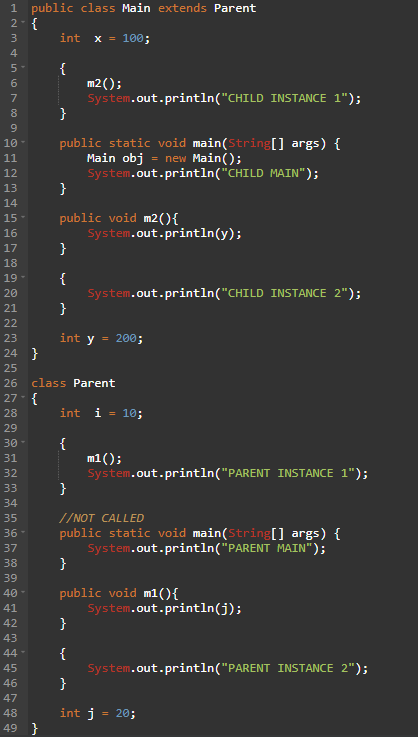 1 public class Main extends Parent
2 {
3     int  x = 100;
4
5     {
6         m2();
7         System.out.println("CHILD INSTANCE 1");
8     }
9
10     public static void main(String[] args) {
11         Main obj = new Main();
12         System.out.println("CHILD MAIN");
13     }
14
15     public void m2(){
16         System.out.println(y);
17     }
18
19     {
20         System.out.println("CHILD INSTANCE 2");
21     }
22
23     int y = 200;
24 }
25
26 class Parent
27 {
28     int  i = 10;
29
30     {
31         m1();
32         System.out.println("PARENT INSTANCE 1");
33     }
34
35     //NOT CALLED
36     public static void main(String[] args) {
37         System.out.println("PARENT MAIN");
38     }
39
40     public void m1(){
41         System.out.println(j);
42     }
43
44     {
45         System.out.println("PARENT INSTANCE 2");
46     }
47
48     int j = 20;
49 }